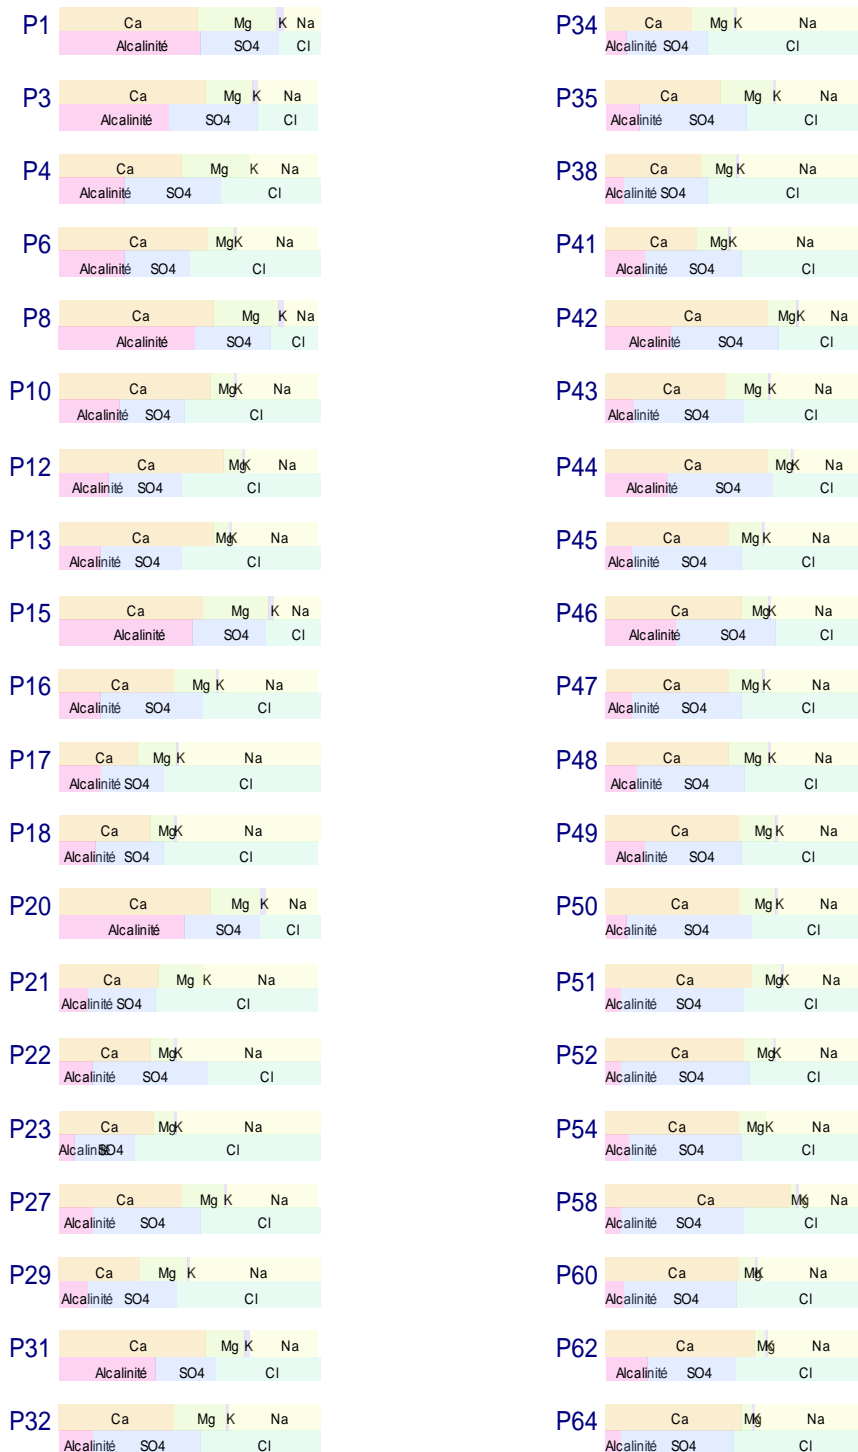 P1 Ca Mg K Na
Alcalinité SO4 Cl
P3 Ca Mg K Na
Alcalinité SO4 Cl
P4 Ca Mg K Na
Alcalinité SO4 Cl
P6 Ca Mg K Na
Alcalinité SO4 Cl
P8 Ca Mg K Na
Alcalinité SO4 Cl
P10 Ca Mg K Na
Alcalinité SO4 Cl
P12 Ca Mg K Na
Alcalinité SO4 Cl
P13 Ca Mg K Na
Alcalinité SO4 Cl
P15 Ca Mg K Na
Alcalinité SO4 Cl
P16 Ca Mg K Na
Alcalinité SO4 Cl
P17 Ca Mg K Na
Alcalinité SO4 Cl
P18 Ca Mg K Na
Alcalinité SO4 Cl
P20 Ca Mg K Na
Alcalinité SO4 Cl
P21 Ca Mg K Na
Alcalinité SO4 Cl
P22 Ca Mg K Na
Alcalinité SO4 Cl
P23 Ca Mg K Na
Alcalinité SO4 Cl
P27 Ca Mg K Na
Alcalinité SO4 Cl
P29 Ca Mg K Na
Alcalinité SO4 Cl
P31 Ca Mg K Na
Alcalinité SO4 Cl
P32 Ca Mg K Na
Alcalinité SO4 Cl
P34 Ca Mg K Na
Alcalinité SO4 Cl
P35 Ca Mg K Na
Alcalinité SO4 Cl
P38 Ca Mg K Na
Alcalinité SO4 Cl
P41 Ca Mg K Na
Alcalinité SO4 Cl
P42 Ca Mg K Na
Alcalinité SO4 Cl
P43 Ca Mg K Na
Alcalinité SO4 Cl
P44 Ca Mg K Na
Alcalinité SO4 Cl
P45 Ca Mg K Na
Alcalinité SO4 Cl
P46 Ca Mg K Na
Alcalinité SO4 Cl
P47 Ca Mg K Na
Alcalinité SO4 Cl
P48 Ca Mg K Na
Alcalinité SO4 Cl
P49 Ca Mg K Na
Alcalinité SO4 Cl
P50 Ca Mg K Na
Alcalinité SO4 Cl
P51 Ca Mg K Na
Alcalinité SO4 Cl
P52 Ca Mg K Na
Alcalinité SO4 Cl
P54 Ca Mg K Na
Alcalinité SO4 Cl
P58 Ca Mg K Na
Alcalinité SO4 Cl
P60 Ca Mg K Na
Alcalinité SO4 Cl
P62 Ca Mg K Na
Alcalinité SO4 Cl
P64 Ca Mg K Na
Alcalinité SO4 Cl